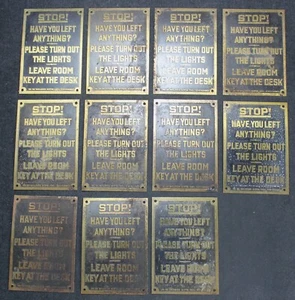 STOP!
HAVE YOU LEFT
ANYTHING?
PLEASE TURN OUT
THE LIGHTS
LEAVE ROOM
KEY AT THE DESK
STOP!
HAVE YOU LEFT
ANYTHING?
PLEASE TURN OUT
THE LIGHTS
LEAVE ROOM
KEY AT THE DESK
STOP!
HAVE YOU LEFT
ANYTHING?
PLEASE TURN OUT
THE LIGHTS
LEAVE ROOM
KEY AT THE DESK
STOP!
HAVE YOU LEFT
ANYTHING?
PLEASE TURN OUT
THE LIGHTS
LEAVE ROOM
KEY AT THE DESK
STOP!
HAVE YOU LEFT
ANYTHING?
PLEASE TURN OUT
THE LIGHTS
LEAVE ROOM
KEY AT THE DESK
STOP!
HAVE YOU LEFT
ANYTHING?
PLEASE TURN OUT
THE LIGHTS
LEAVE ROOM
KEY AT THE DESK
STOP!
HAVE YOU LEFT
ANYTHING?
PLEASE TURN OUT
THE LIGHTS
LEAVE ROOM
KEY AT THE DESK
STOP!
HAVE YOU LEFT
ANYTHING?
PLEASE TURN OUT
THE LIGHTS
LEAVE ROOM
KEY AT THE DESK
STOP!
HAVE YOU LEFT
ANYTHING?
PLEASE TURN OUT
THE LIGHTS
LEAVE ROOM
KEY AT THE DESK
STOP!
HAVE YOU LEFT
ANYTHING?
PLEASE TURN OUT
THE LIGHTS
LEAVE ROOM
KEY AT THE DESK
STOP!
HAVE YOU LEFT
ANYTHING?
PLEASE TURN OUT
THE LIGHTS
LEAVE ROOM
KEY AT THE DESK